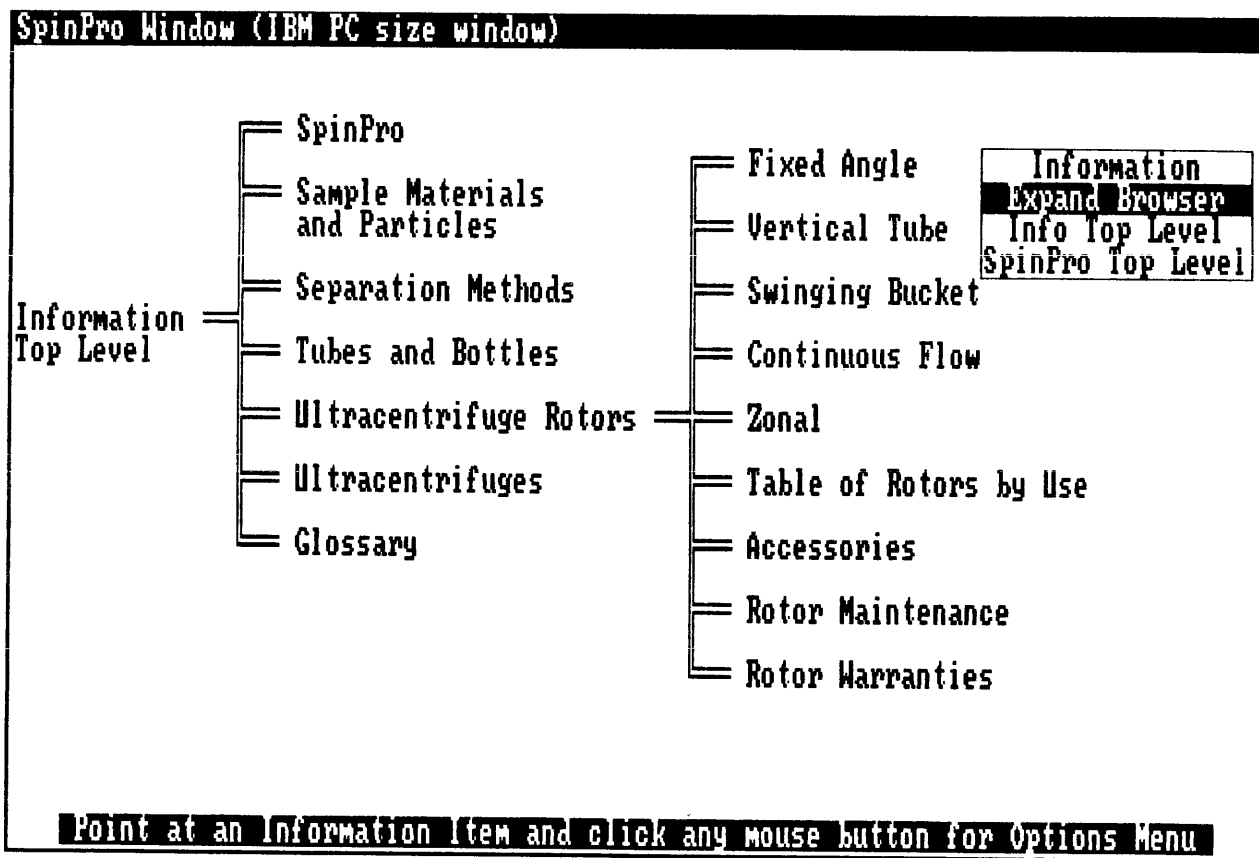 SpinPro Window (IBM PC size window)
Information
Top Level
SpinPro
Sample Materials
and Particles
Separation Methods
Tubes and Bottles
Ultracentrifuge Rotors
Ultracentrifuges
Glossary
Fixed Angle
Vertical Tube
Swinging Bucket
Continuous Flow
Zonal
Table of Rotors by Use
Accessories
Rotor Maintenance
Rotor Warranties
Information
Expand Browser
Info Top Level
SpinPro Top Level
Point at an Information Item and click any mouse button for Options Menu